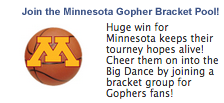 Join the Minnesota Gopher Bracket Pool!
Huge win for
Minnesota keeps their
tourney hopes alive!
Cheer them on into the
Big Dance by joining a
bracket group for
Gophers fans!
M